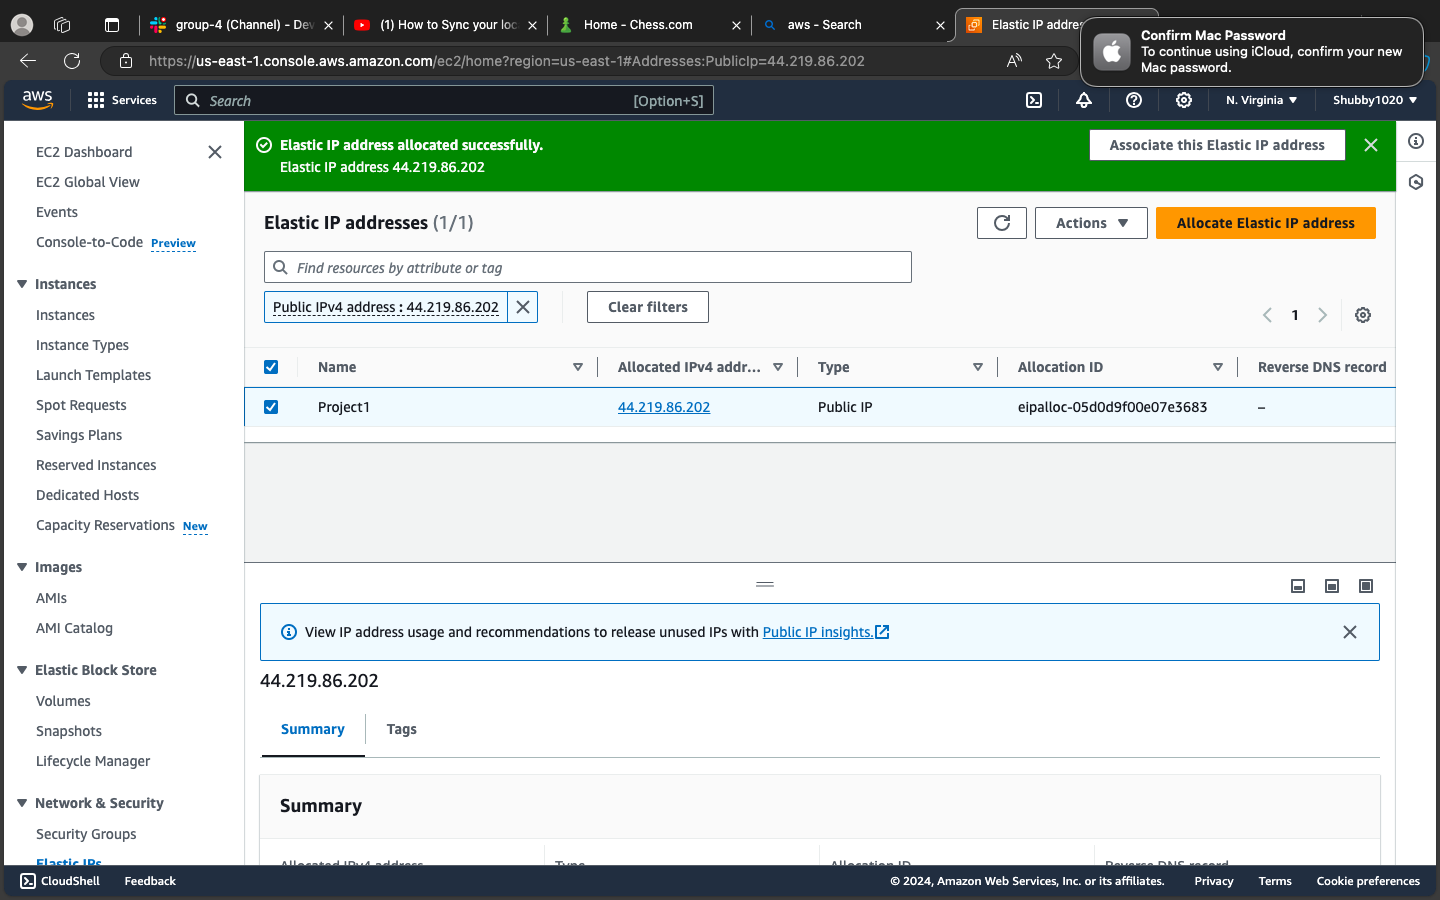 group-4 (Channel) - Dev
(1) How to Sync your loc
Home - Chess.com
aws - Search
Elastic IP addres
Confirm Mac Password
To continue using iCloud, confirm your new
Mac password.
https://us-east-1.console.aws.amazon.com/ec2/home?region=us-east-1#Addresses:PublicIp=44.219.86.202
aws
Services
Search
[Option+S]
N. Virginia
Shubby1020
EC2 Dashboard
EC2 Global View
Events
Console-to-Code Preview
Instances
Instances
Instance Types
Launch Templates
Spot Requests
Savings Plans
Reserved Instances
Dedicated Hosts
Capacity Reservations New
Images
AMIs
AMI Catalog
Elastic Block Store
Volumes
Snapshots
Lifecycle Manager
Network & Security
Security Groups
Elastic IPs
Elastic IP address allocated successfully.
Elastic IP address 44.219.86.202
Associate this Elastic IP address
Elastic IP addresses (1/1)
Actions
Allocate Elastic IP address
Find resources by attribute or tag
Public IPv4 address : 44.219.86.202
Clear filters
1
Name
Allocated IPv4 addr...
Type
Allocation ID
Reverse DNS record
Project1
44.219.86.202
Public IP
eipalloc-05d0d9f00e07e3683
–
View IP address usage and recommendations to release unused IPs with Public IP insights.
44.219.86.202
Summary
Tags
Summary
Allocated IPv4 address
Type
Allocation ID
Reverse DNS record
CloudShell
Feedback
© 2024, Amazon Web Services, Inc. or its affiliates.
Privacy
Terms
Cookie preferences